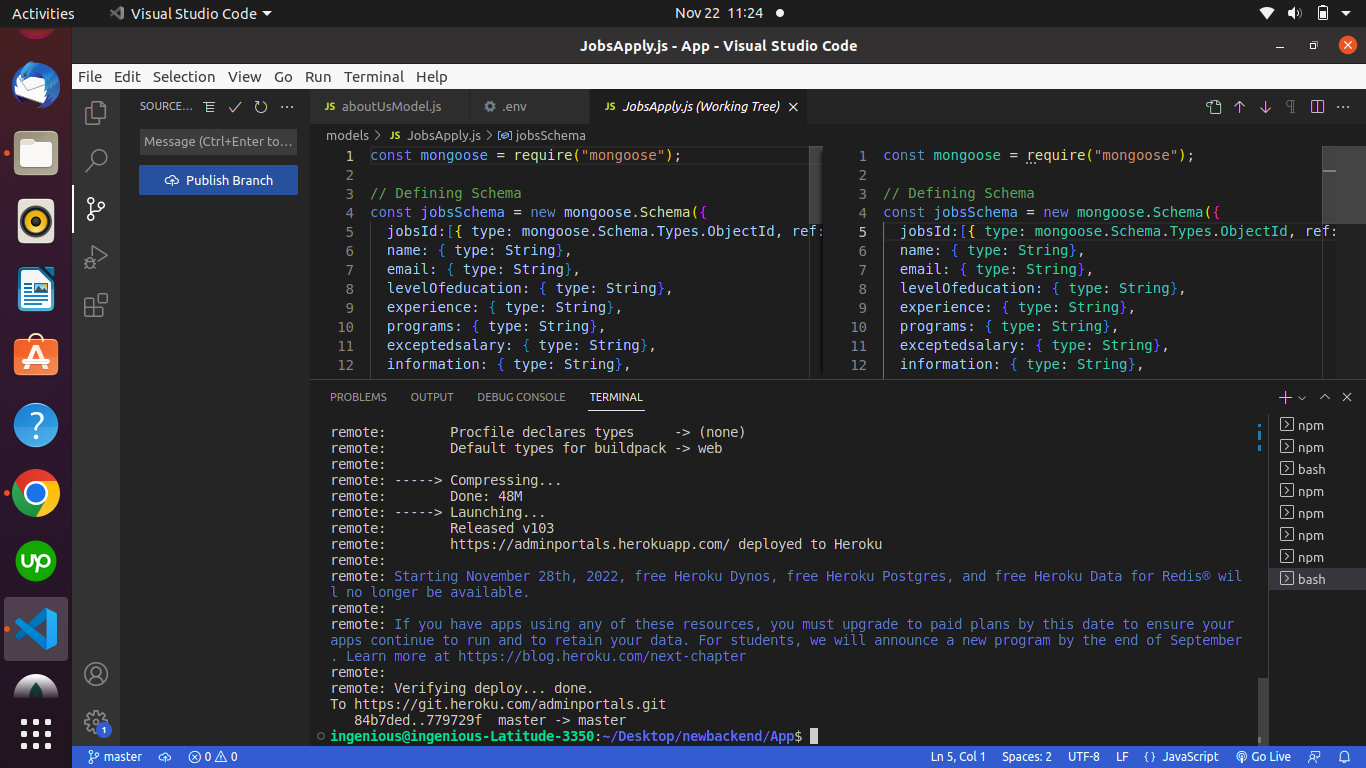 Activities Visual Studio Code Nov 22 11:24
JobsApply.js - App - Visual Studio Code
File Edit Selection View Go Run Terminal Help
SOURCE...
Message (Ctrl+Enter to...
Publish Branch
JS aboutUsModel.js .env JS JobsApply.js (Working Tree)
models > JS JobsApply.js > jobsSchema
1 const mongoose = require("mongoose");
2
3 // Defining Schema
4 const jobsSchema = new mongoose.Schema({
5 jobsId:[{ type: mongoose.Schema.Types.ObjectId, ref:
6 name: { type: String},
7 email: { type: String},
8 levelOfeducation: { type: String},
9 experience: { type: String},
10 programs: { type: String},
11 exceptedsalary: { type: String},
12 information: { type: String},
1 const mongoose = require("mongoose");
2
3 // Defining Schema
4 const jobsSchema = new mongoose.Schema({
5 jobsId:[{ type: mongoose.Schema.Types.ObjectId, ref:
6 name: { type: String},
7 email: { type: String},
8 levelOfeducation: { type: String},
9 experience: { type: String},
10 programs: { type: String},
11 exceptedsalary: { type: String},
12 information: { type: String},
PROBLEMS OUTPUT DEBUG CONSOLE TERMINAL
remote: Procfile declares types -> (none)
remote: Default types for buildpack -> web
remote:
remote: -----> Compressing...
remote: Done: 48M
remote: -----> Launching...
remote: Released v103
remote: https://adminportals.herokuapp.com/ deployed to Heroku
remote:
remote: Starting November 28th, 2022, free Heroku Dynos, free Heroku Postgres, and free Heroku Data for Redis® wil
l no longer be available.
remote:
remote: If you have apps using any of these resources, you must upgrade to paid plans by this date to ensure your
apps continue to run and to retain your data. For students, we will announce a new program by the end of September
. Learn more at https://blog.heroku.com/next-chapter
remote:
remote: Verifying deploy... done.
To https://git.heroku.com/adminportals.git
84b7ded..779729f master -> master
ingenious@ingenious-Latitude-3350:~/Desktop/newbackend/App$
npm
npm
bash
npm
npm
npm
npm
bash
up
1
master 0 0 Ln 5, Col 1 Spaces: 2 UTF-8 LF { } JavaScript Go Live